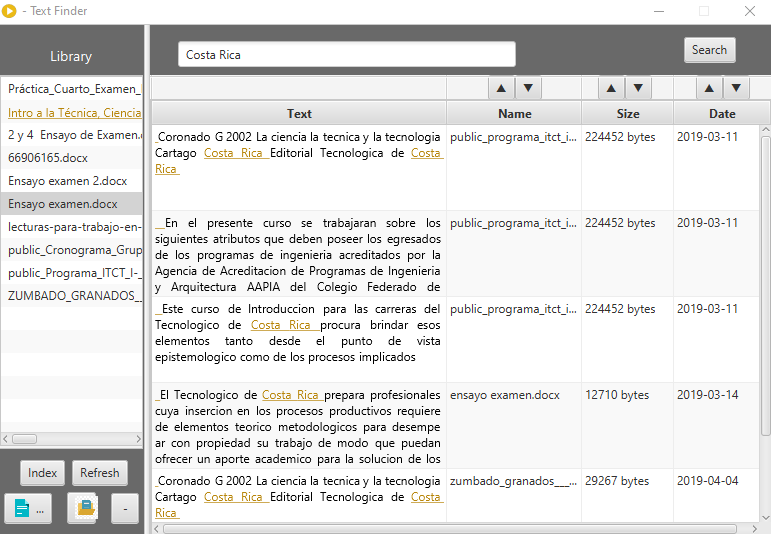 - Text Finder
Library
Costa Rica
Search
Práctica_Cuarto_Examen_
Intro a la Técnica, Ciencia
2 y 4 Ensayo de Examen.
66906165.docx
Ensayo examen 2.docx
Ensayo examen.docx
lecturas-para-trabajo-en-
public_Cronograma_Grup
public_Programa_ITCT_I-_
ZUMBADO_GRANADOS__
Index
Refresh
...
-
Text Name Size Date
_Coronado G 2002 La ciencia la tecnica y la tecnologia public_programa_itct_i... 224452 bytes 2019-03-11
Cartago Costa Rica Editorial Tecnologica de Costa
Rica
__En el presente curso se trabajaran sobre los public_programa_itct_i... 224452 bytes 2019-03-11
siguientes atributos que deben poseer los egresados
de los programas de ingenieria acreditados por la
Agencia de Acreditacion de Programas de Ingenieria
y Arquitectura AAPIA del Colegio Federado de
__Este curso de Introduccion para las carreras del public_programa_itct_i... 224452 bytes 2019-03-11
Tecnologico de Costa Rica procura brindar esos
elementos tanto desde el punto de vista
epistemologico como de los procesos implicados
_El Tecnologico de Costa Rica prepara profesionales ensayo examen.docx 12710 bytes 2019-03-14
cuya insercion en los procesos productivos requiere
de elementos teorico metodologicos para desempe
ar con propiedad su trabajo de modo que puedan
ofrecer un aporte academico para la solucion de los
_Coronado G 2002 La ciencia la tecnica y la tecnologia zumbado_granados___... 29267 bytes 2019-04-04
Cartago Costa Rica Editorial Tecnologica de Costa
Rica